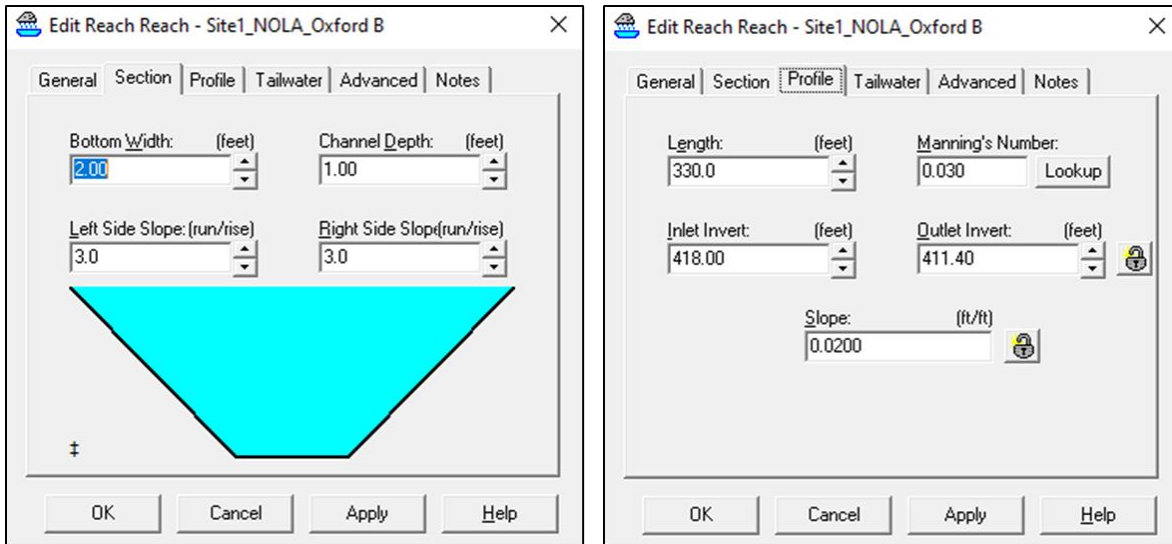 Edit Reach Reach - Site1_NOLA_Oxford B
General Section Profile Tailwater Advanced Notes
Bottom Width: (feet) Channel Depth: (feet)
2.00 1.00
Left Side Slope: (run/rise) Right Side Slope (run/rise)
3.0 3.0
‡
OK Cancel Apply Help
Edit Reach Reach - Site1_NOLA_Oxford B
General Section Profile Tailwater Advanced Notes
Length: (feet) Manning's Number:
330.0 0.030 Lookup
Inlet Invert: (feet) Outlet Invert: (feet)
418.00 411.40
Slope: (ft/ft)
0.0200
OK Cancel Apply Help